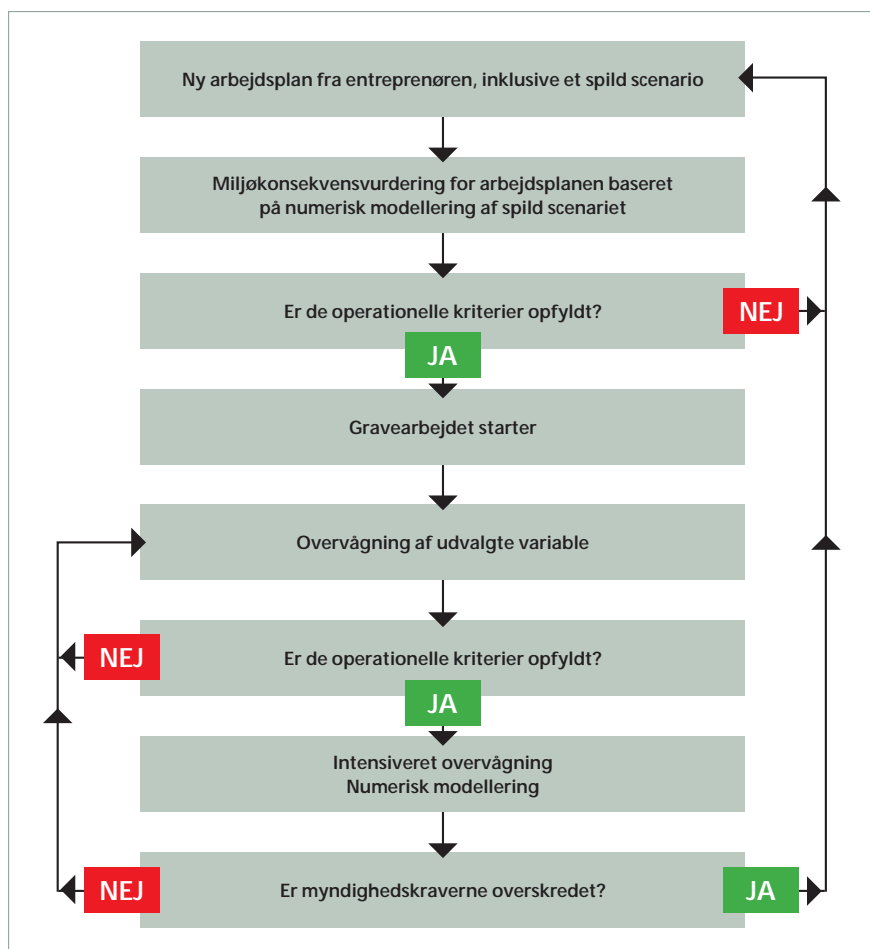 Ny arbejdsplan fra entreprenøren, inklusive et spild scenario
Miljøkonsekvensvurdering for arbejdsplanen baseret
på numerisk modellering af spild scenariet
Er de operationelle kriterier opfyldt?
NEJ
JA
Gravearbejdet starter
Overvågning af udvalgte variable
NEJ
Er de operationelle kriterier opfyldt?
JA
Intensiveret overvågning
Numerisk modellering
NEJ
Er myndighedskraverne overskredet?
JA